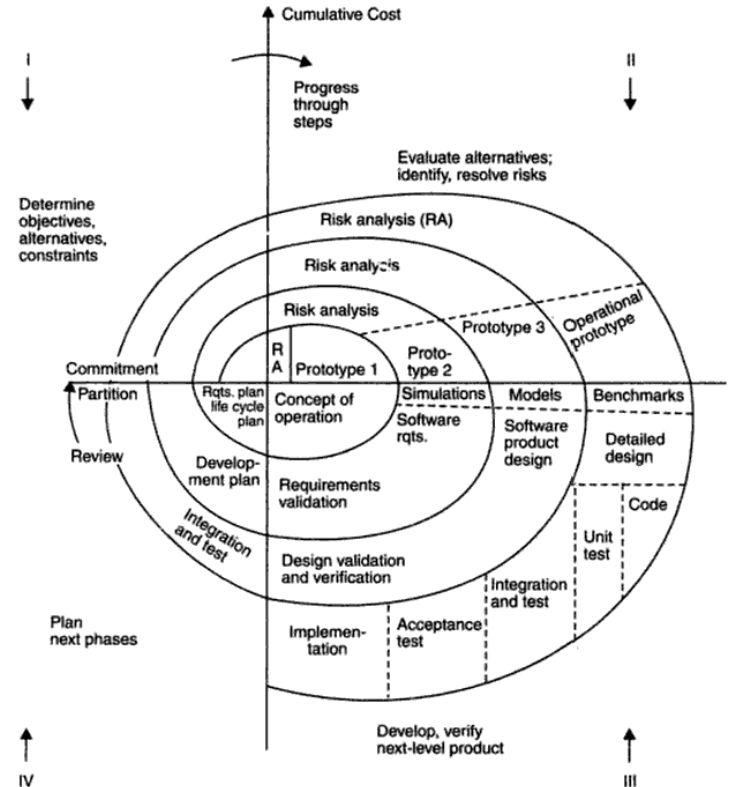 Cumulative Cost
I
II
Progress
through
steps
Evaluate alternatives;
identify, resolve risks
Determine
objectives,
alternatives,
constraints
Risk analysis (RA)
Risk analysis
Risk analysis
Operational
prototype
Prototype 3
Proto-
type 2
R
A
Prototype 1
Commitment
Partition
Rqts. plan
life cycle
plan
Concept of
operation
Simulations
Models
Benchmarks
Software
rqts.
Software
product
design
Detailed
design
Review
Develop-
ment plan
Requirements
validation
Code
Unit
test
Integration
and test
Design validation
and verification
Integration
and test
Plan
next phases
Implemen-
tation
Acceptance
test
Develop, verify
next-level product
IV
III